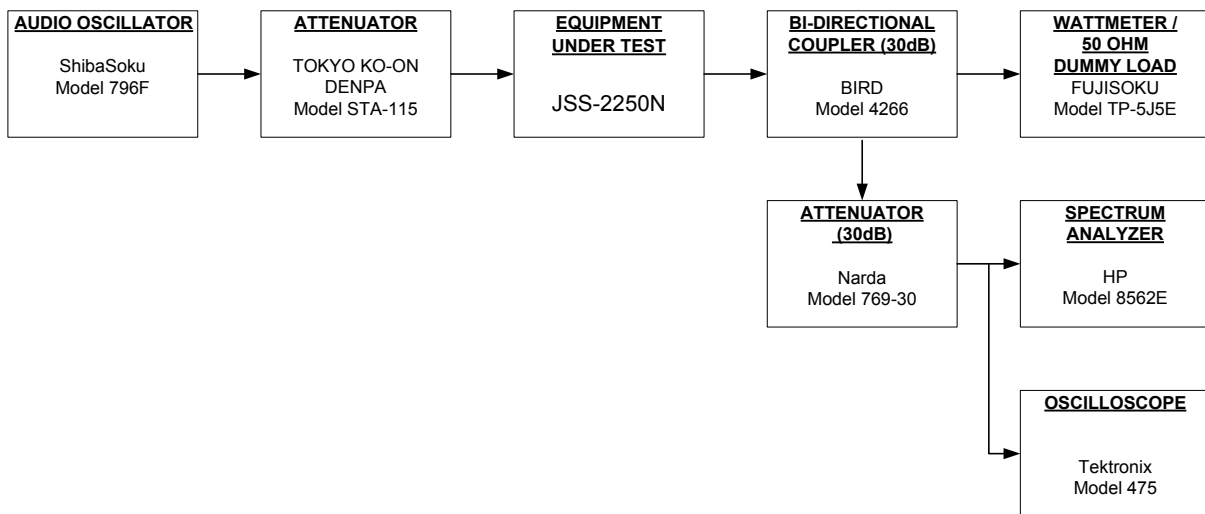 AUDIO OSCILLATOR
ShibaSoku
Model 796F
ATTENUATOR
TOKYO KO-ON
DENPA
Model STA-115
EQUIPMENT
UNDER TEST
JSS-2250N
BI-DIRECTIONAL
COUPLER (30dB)
BIRD
Model 4266
WATTMETER /
50 OHM
DUMMY LOAD
FUJISOKU
Model TP-5J5E
ATTENUATOR
(30dB)
Narda
Model 769-30
SPECTRUM
ANALYZER
HP
Model 8562E
OSCILLOSCOPE
Tektronix
Model 475